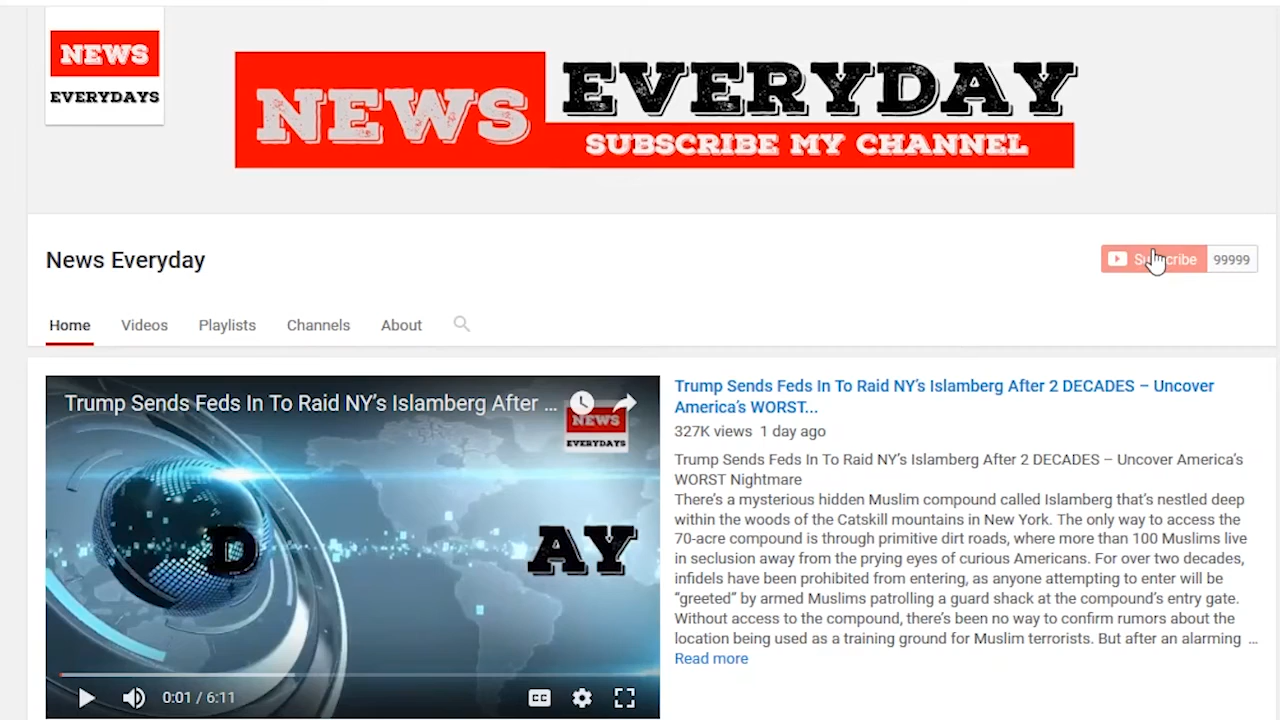 NEWS
EVERYDAYS
NEWS
EVERYDAY
SUBSCRIBE MY CHANNEL
News Everyday
Subscribe 99999
Home Videos Playlists Channels About
Trump Sends Feds In To Raid NY's Islamberg After ...
NEWS
EVERYDAYS
D AY
0:01 / 6:11
CC
Trump Sends Feds In To Raid NY's Islamberg After 2 DECADES – Uncover
America's WORST...
327K views 1 day ago
Trump Sends Feds In To Raid NY's Islamberg After 2 DECADES – Uncover America's
WORST Nightmare
There's a mysterious hidden Muslim compound called Islamberg that's nestled deep
within the woods of the Catskill mountains in New York. The only way to access the
70-acre compound is through primitive dirt roads, where more than 100 Muslims live
in seclusion away from the prying eyes of curious Americans. For over two decades,
infidels have been prohibited from entering, as anyone attempting to enter will be
“greeted” by armed Muslims patrolling a guard shack at the compound's entry gate.
Without access to the compound, there's been no way to confirm rumors about the
location being used as a training ground for Muslim terrorists. But after an alarming ...
Read more